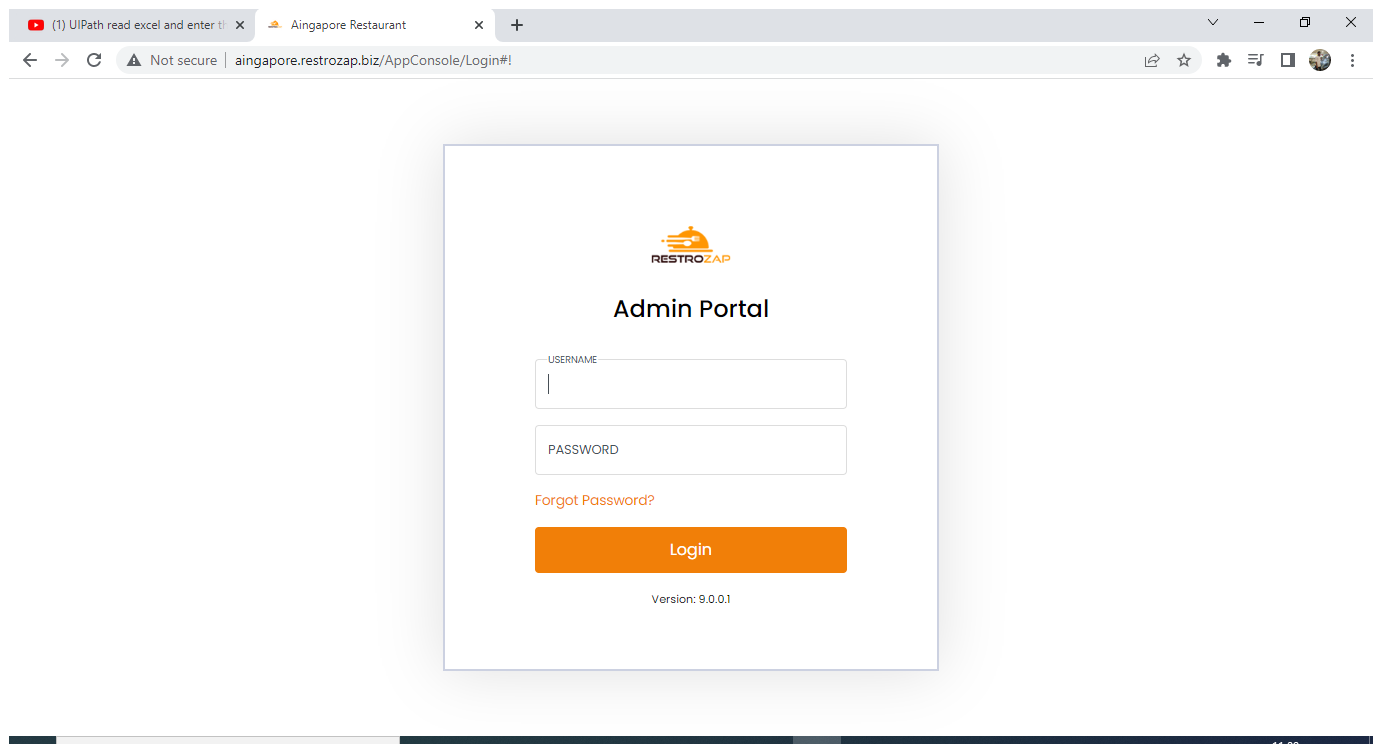 (1) UIPath read excel and enter th
Aingapore Restaurant
Not secure
aingapore.restrozap.biz/AppConsole/Login#!
RESTROZAP
Admin Portal
USERNAME
PASSWORD
Forgot Password?
Login
Version: 9.0.0.1